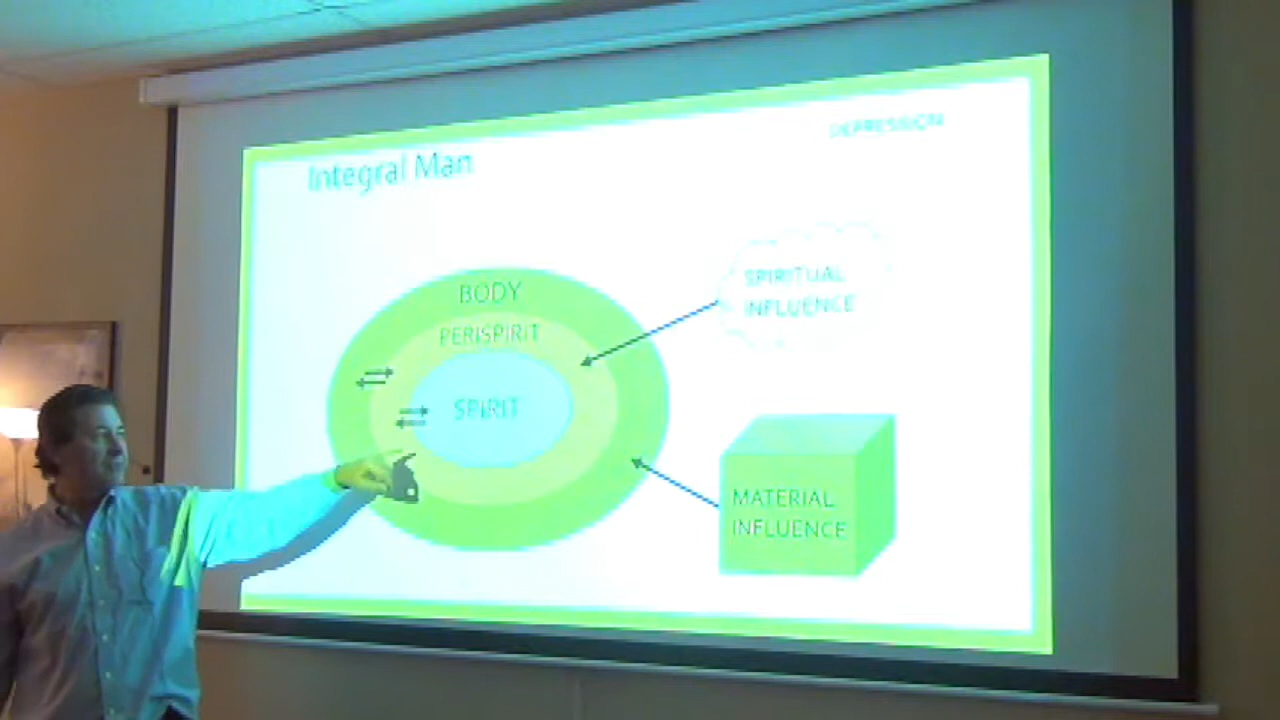 DEPRESSION
Integral Man
SPIRITUAL
INFLUENCE
BODY
PERISPIRIT
SPIRIT
MATERIAL
INFLUENCE